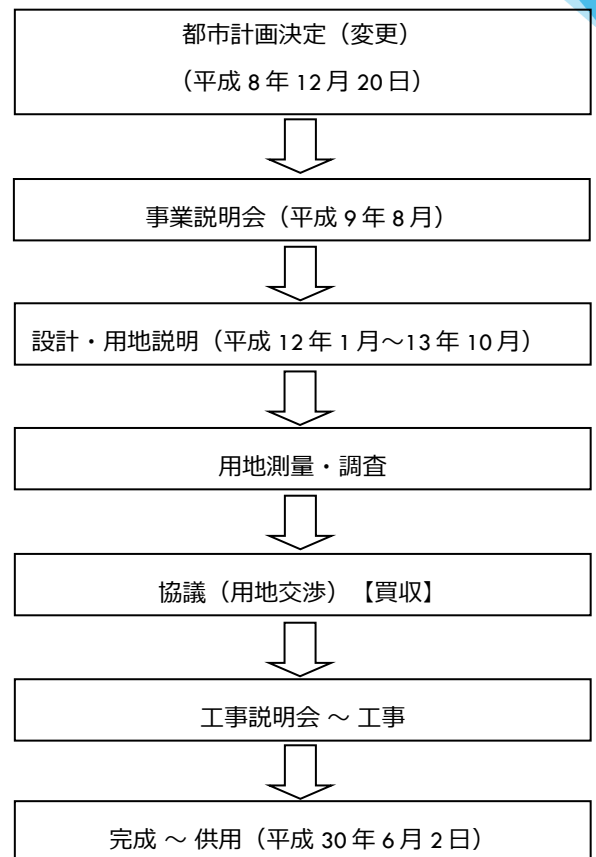 都市計画決定（変更）
（平成 8 年 12 月 20 日）
事業説明会（平成 9 年 8 月）
設計・用地説明（平成 12 年 1 月～13 年 10 月）
用地測量・調査
協議（用地交渉）【買収】
工事説明会 ～ 工事
完成 ～ 供用（平成 30 年 6 月 2 日）